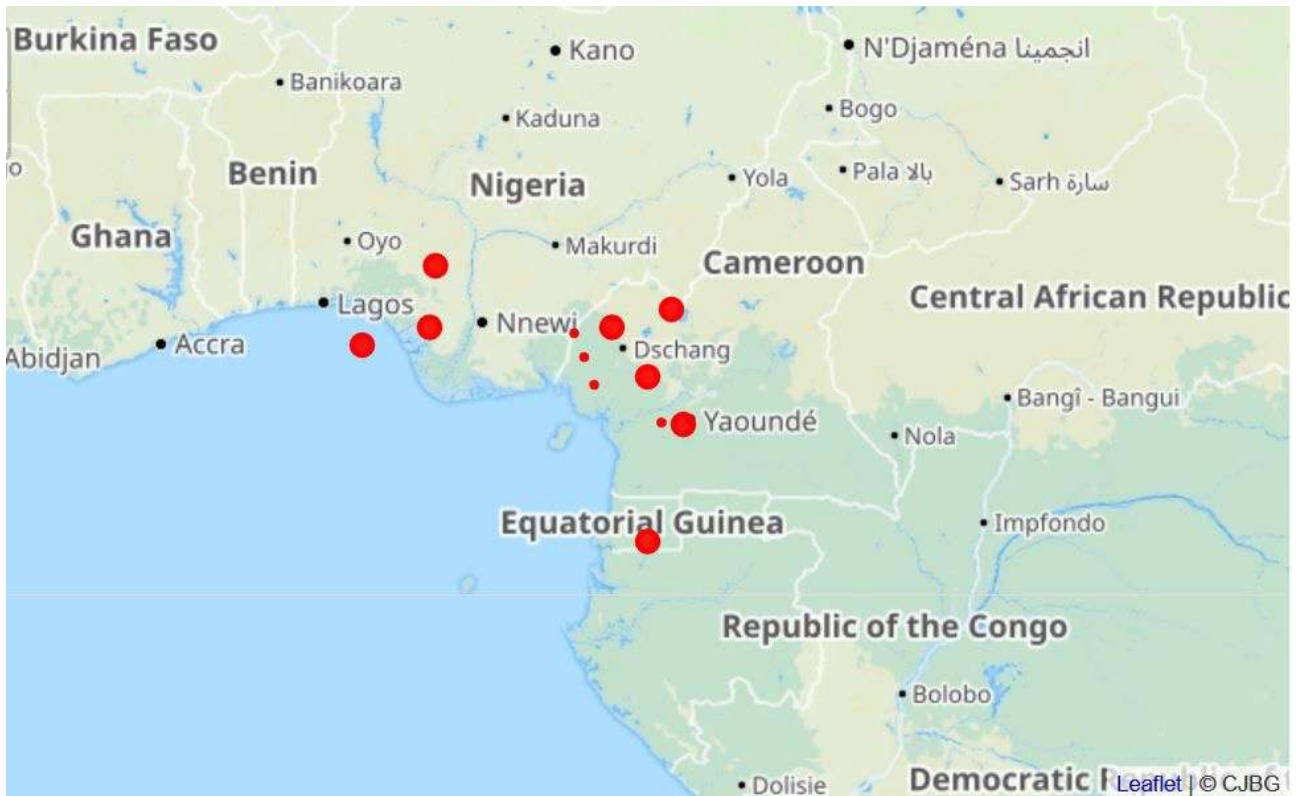 Burkina Faso
Kano
N'Djaména انجمينا
Banikoara
Kaduna
Bogo
Benin
Nigeria
Yola
Pala بالا
Sarh سارة
o
Ghana
Oyo
Makurdi
Cameroon
Lagos
Central African Republic
Nnewi
Accra
Abidjan
Dschang
Bangî - Bangui
Yaoundé
Nola
Equatorial Guinea
Impfondo
Republic of the Congo
Bolobo
Dolisie
Democratic R
Leaflet | © CJBG